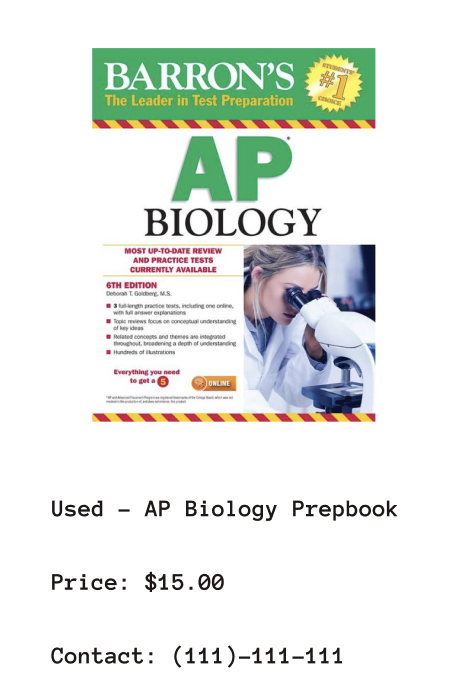 BARRON'S
The Leader in Test Preparation
STUDENTS'
#1
CHOICE
AP*
BIOLOGY
MOST UP-TO-DATE REVIEW
AND PRACTICE TESTS
CURRENTLY AVAILABLE
6TH EDITION
Deborah T. Goldberg, M.S.
3 full-length practice tests, including one online,
with full answer explanations
Topic reviews focus on conceptual understanding
of key ideas
Related concepts and themes are integrated
throughout, broadening a depth of understanding
Hundreds of illustrations
Everything you need
to get a 5
ONLINE
Used - AP Biology Prepbook
Price: $15.00
Contact: (111)-111-111